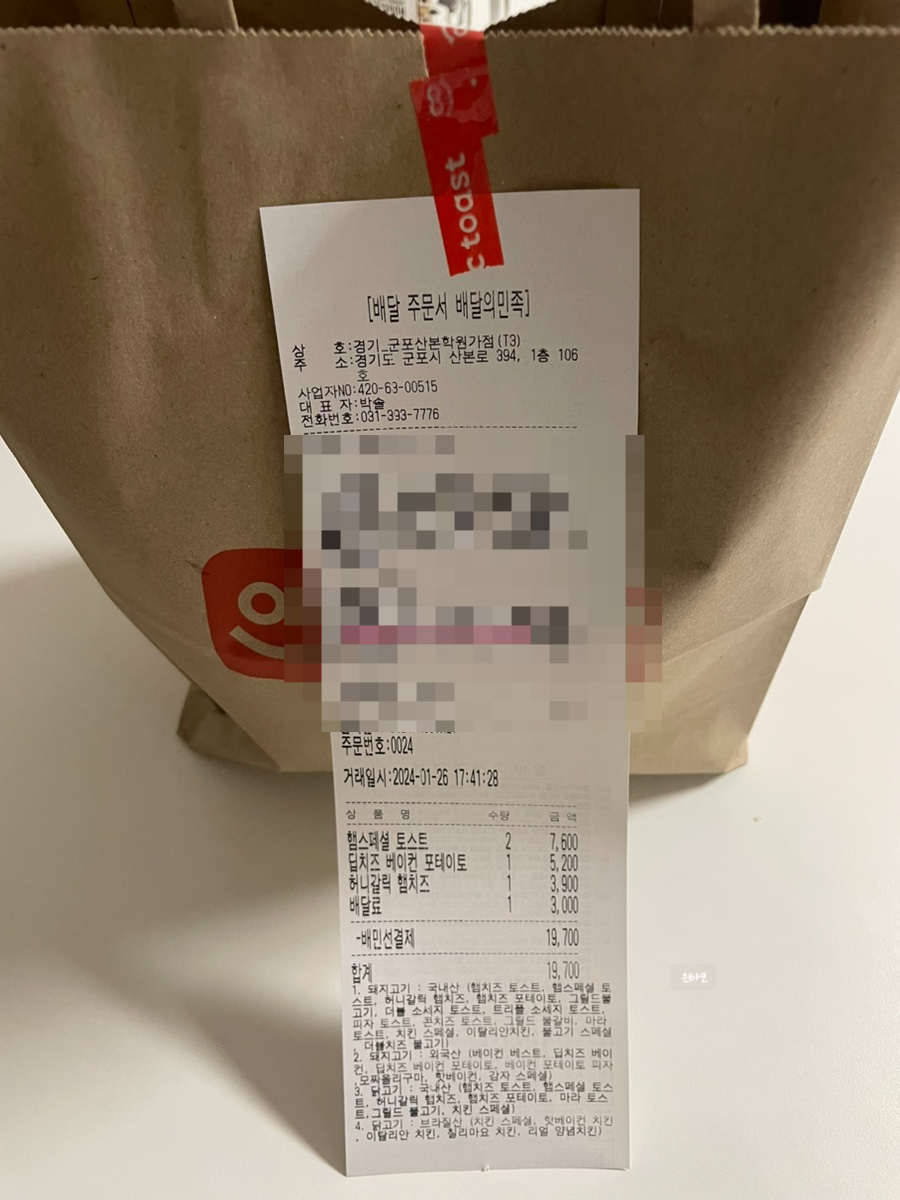 c toast
[배달 주문서 배달의민족]
상 호:경기 군포산본학원가점(T3)
주 소:경기도 군포시 산본로 394, 1층 106
호
사업자NO:420-63-00515
대 표 자:박솔
전화번호:031-393-7776
주문번호:0024
거래일시:2024-01-26 17:41:28
상 품 명 수량 금 액
햄스페셜 토스트 2 7,600
딥치즈 베이컨 포테이토 1 5,200
허니갈릭 햄치즈 1 3,900
배달료 1 3,000
-배민선결제 19,700
합계 19,700
1. 돼지고기 : 국내산 (햄치즈 토스트, 햄스페셜 토
스트, 허니갈릭 햄치즈, 햄치즈 포테이토, 그릴드불
고기, 더블 소세지 토스트, 트리플 소세지 토스트,
피자 토스트, 콘치즈 토스트, 그릴드 불갈비, 마라
토스트, 치킨 스페셜, 이탈리안치킨, 불고기 스페셜
, 더블치즈 불고기)
2. 돼지고기 : 외국산 (베이컨 베스트, 딥치즈 베이
컨, 딥치즈 베이컨 포테이토, 베이컨 포테이토 피자
,모짜올리구마, 핫베이컨, 감자 스페셜)
3. 닭고기 : 국내산 (햄치즈 토스트, 햄스페셜 토스
트, 허니갈릭 햄치즈, 햄치즈 포테이토, 마라 토스
트,그릴드 불고기, 치킨 스페셜)
4. 닭고기 : 브라질산 (치킨 스페셜, 핫베이컨 치킨
, 이탈리안 치킨, 칠리마요 치킨, 리얼 양념치킨)